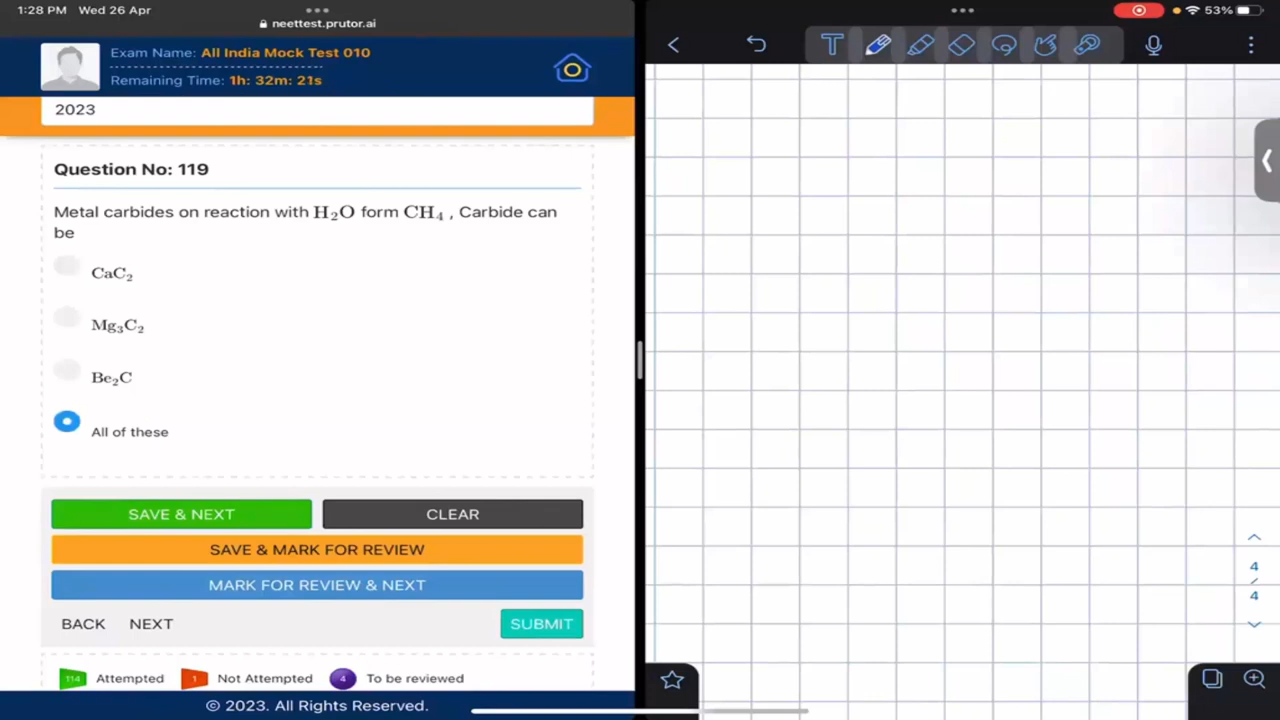 1:28 PM Wed 26 Apr
neettest.prutor.ai
53%
Exam Name: All India Mock Test 010
Remaining Time: 1h: 32m: 21s
2023
Question No: 119
Metal carbides on reaction with H₂O form CH₄ , Carbide can
be
CaC₂
Mg₃C₂
Be₂C
All of these
SAVE & NEXT
CLEAR
SAVE & MARK FOR REVIEW
MARK FOR REVIEW & NEXT
BACK
NEXT
SUBMIT
114 Attempted
1 Not Attempted
4 To be reviewed
© 2023. All Rights Reserved.
T
4
/
4